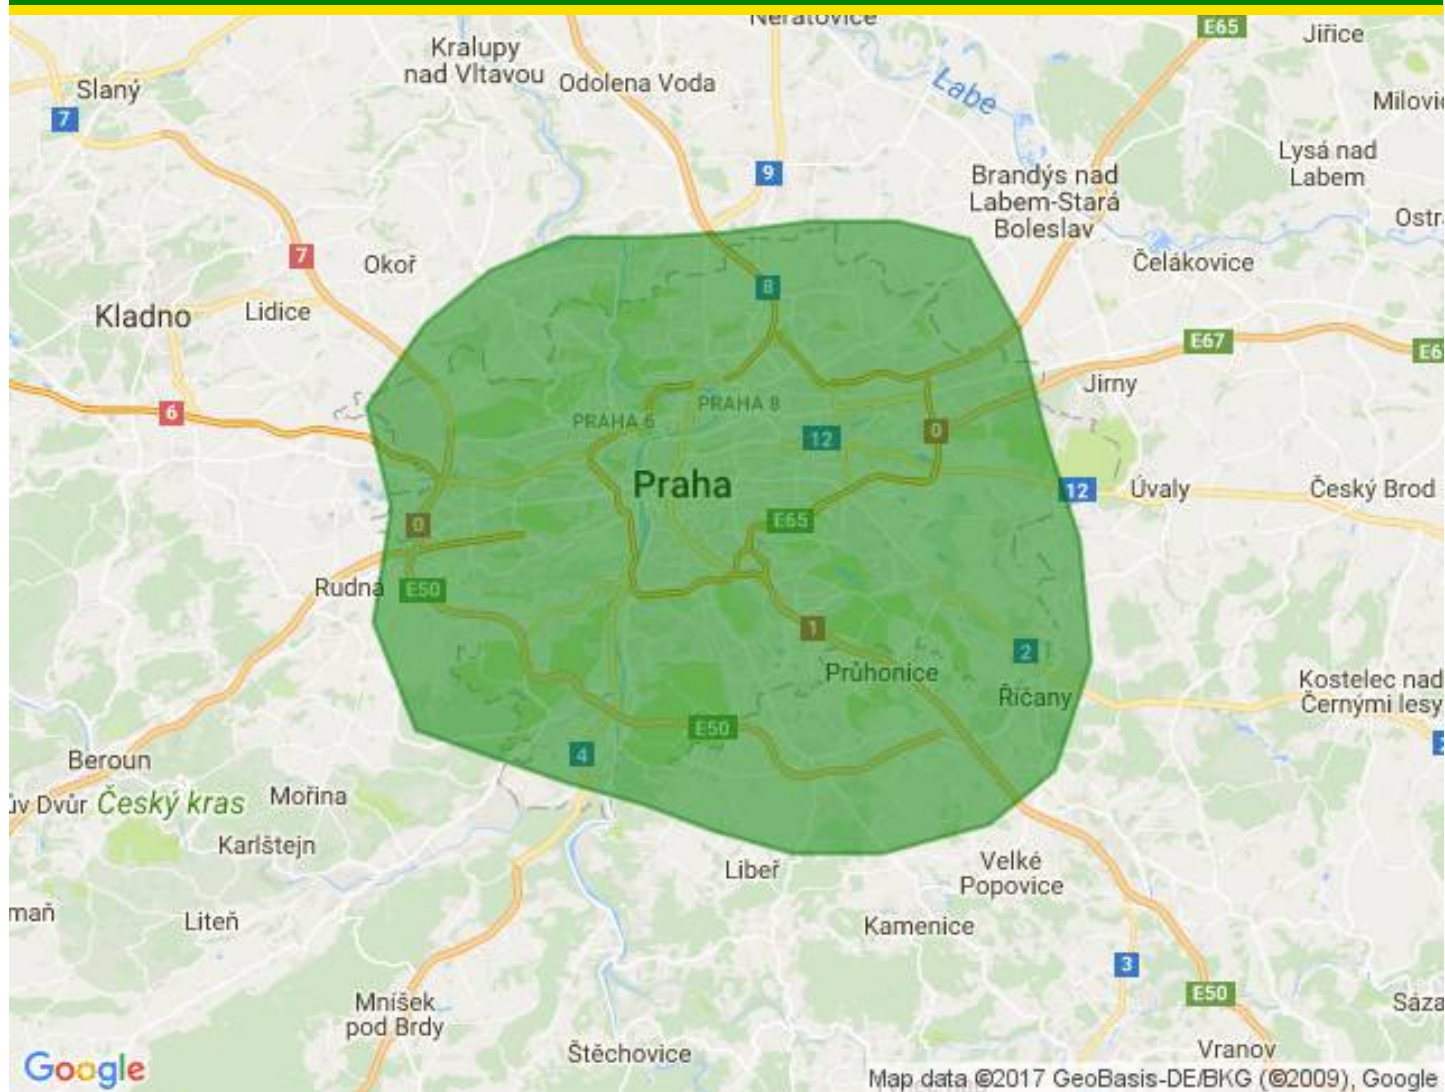 Neratovice
E65
Jiřice
Kralupy
nad Vltavou
Odolena Voda
Slaný
Labe
7
9
Lysá nad
Labem
Brandýs nad
Labem-Stará
Boleslav
7
Okoř
Čelákovice
8
Kladno
Lidice
E67
Jirny
6
PRAHA 6
PRAHA 8
12
0
Praha
12
Úvaly
Český Brod
0
E65
Rudná
E50
1
2
Průhonice
Říčany
Kostelec nad
Černými lesy
E50
4
Beroun
Český kras
Mořina
Karlštejn
Libeř
Velké
Popovice
Liteň
Kamenice
3
E50
Mníšek
pod Brdy
Štěchovice
Vranov
Google
Map data ©2017 GeoBasis-DE/BKG (©2009), Google